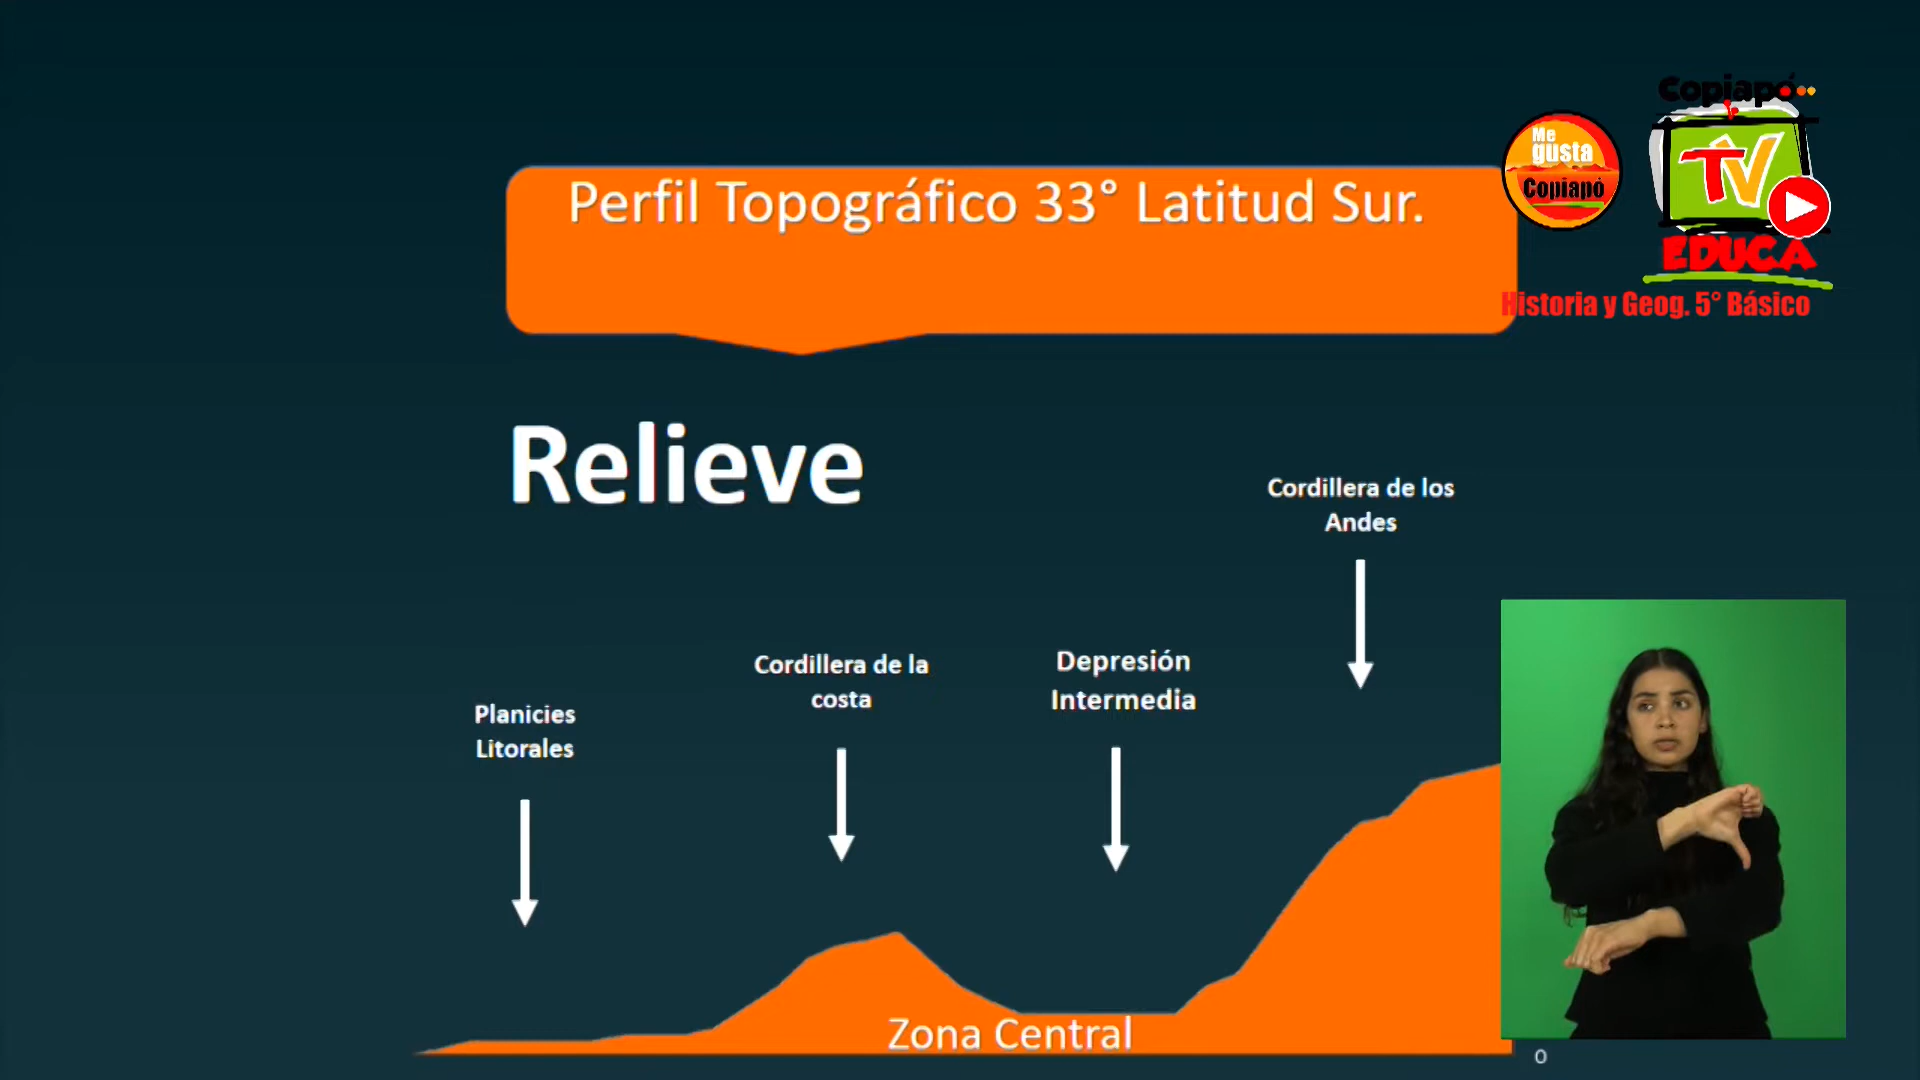 Copiapó
Me
gusta
Copiapó
TV
EDUCA
Historia y Geog. 5° Básico
Perfil Topográfico 33° Latitud Sur.
Relieve
Cordillera de los
Andes
Cordillera de la
costa
Depresión
Intermedia
Planicies
Litorales
Zona Central
0